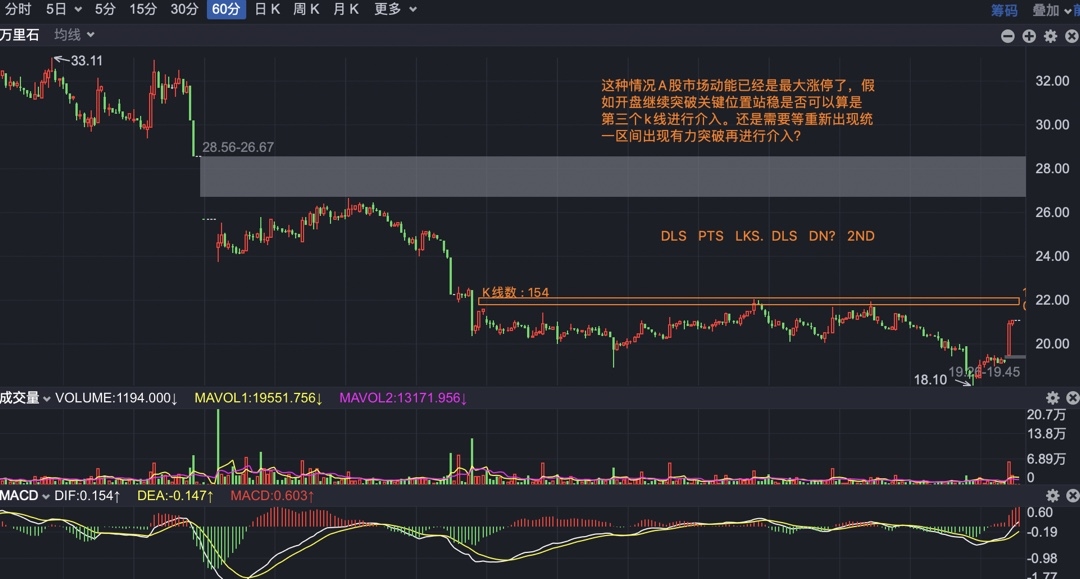 分时 5日 5分 15分 30分 60分 日K 周K 月K 更多 筹码 叠加
万里石 均线
33.11
32.00
这种情况A股市场动能已经是最大涨停了，假
如开盘继续突破关键位置站稳是否可以算是
第三个k线进行介入。还是需要等重新出现统
一区间出现有力突破再进行介入?
30.00
28.56-26.67
28.00
26.00
DLS PTS LKS. DLS DN? 2ND
24.00
K线数 : 154
22.00
20.00
19.26-19.45
18.10
成交量 VOLUME:1194.000↓ MAVOL1:19551.756↓ MAVOL2:13171.956↓
20.7万
13.8万
6.89万
0
MACD DIF:0.154↑ DEA:-0.147↑ MACD:0.603↑
0.60
-0.19
-0.98
-1.77